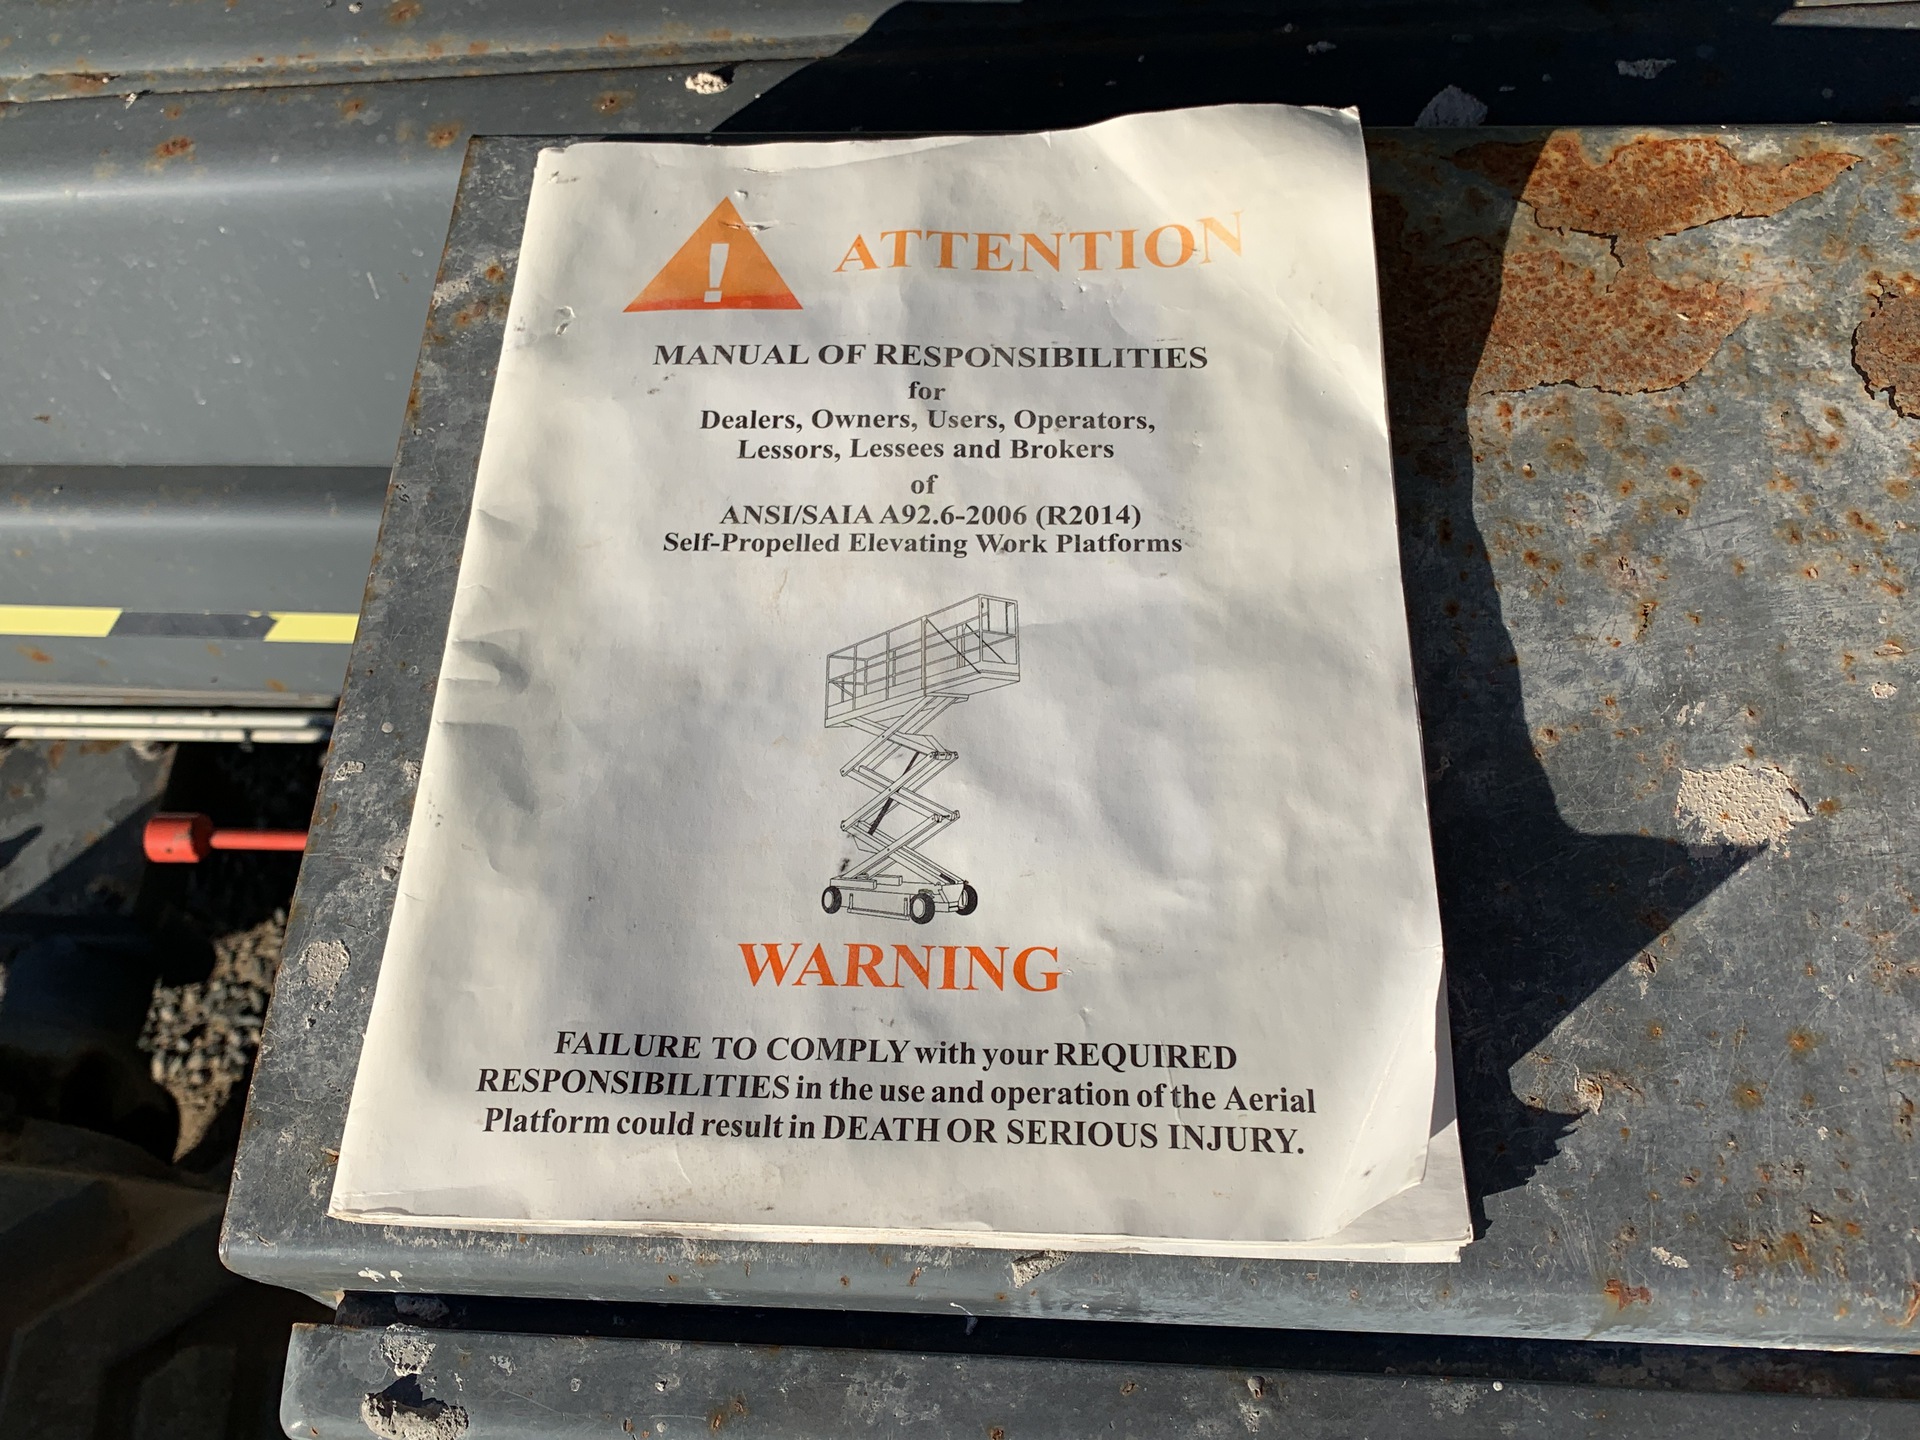 !
ATTENTION
MANUAL OF RESPONSIBILITIES
for
Dealers, Owners, Users, Operators,
Lessors, Lessees and Brokers
of
ANSI/SAIA A92.6-2006 (R2014)
Self-Propelled Elevating Work Platforms
WARNING
FAILURE TO COMPLY with your REQUIRED
RESPONSIBILITIES in the use and operation of the Aerial
Platform could result in DEATH OR SERIOUS INJURY.